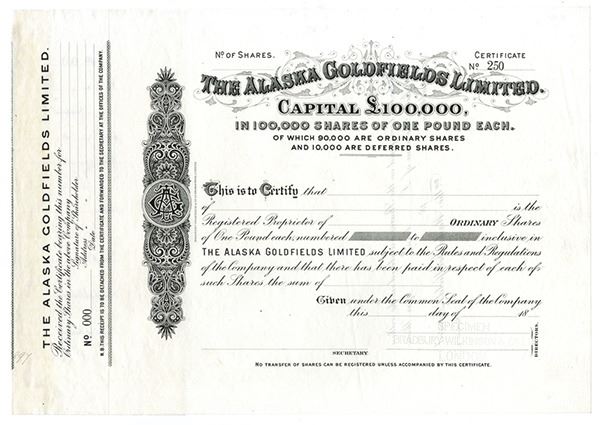 THE ALASKA GOLDFIELDS LIMITED.
Received the Certificate bearing this number for
Ordinary Shares in the above Company.
Signature of Shareholder
Address
Date
No 000
N.B. THIS RECEIPT IS TO BE DETACHED FROM THE CERTIFICATE AND FORWARDED TO THE SECRETARY AT THE OFFICES OF THE COMPANY.
No OF SHARES.
CERTIFICATE
No 250
THE ALASKA GOLDFIELDS LIMITED.
CAPITAL £100,000,
IN 100,000 SHARES OF ONE POUND EACH.
OF WHICH 90,000 ARE ORDINARY SHARES
AND 10,000 ARE DEFERRED SHARES.
This is to Certify that
of is the
Registered Proprietor of ORDINARY Shares
of One Pound each, numbered to inclusive in
THE ALASKA GOLDFIELDS LIMITED subject to the Rules and Regulations
of the Company and that there has been paid in respect of each of
such Shares the sum of
Given under the Common Seal of the Company
this day of 18
SPECIMEN
BRADBURY WILKINSON
LONDON
DIRECTORS.
SECRETARY
NO TRANSFER OF SHARES CAN BE REGISTERED UNLESS ACCOMPANIED BY THIS CERTIFICATE.